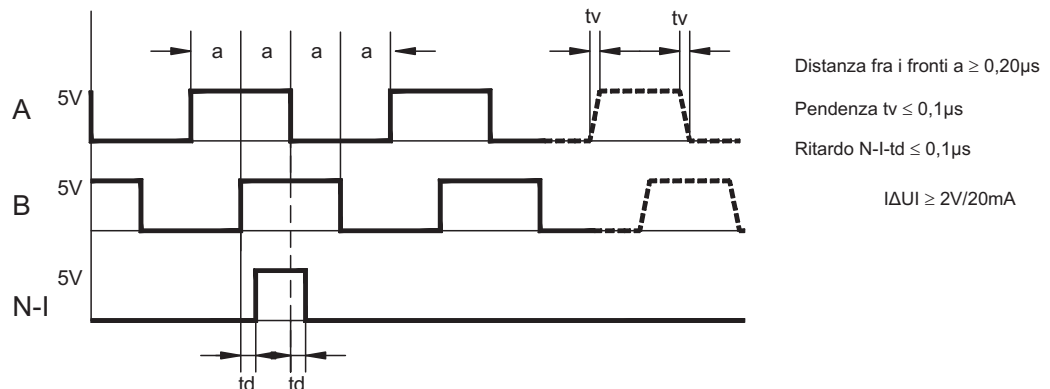 tv tv
a a a a
Distanza fra i fronti a ≥ 0,20µs
5V
A
Pendenza tv ≤ 0,1µs
Ritardo N-I-td ≤ 0,1µs
5V
B
IΔUI ≥ 2V/20mA
5V
N-I
td td